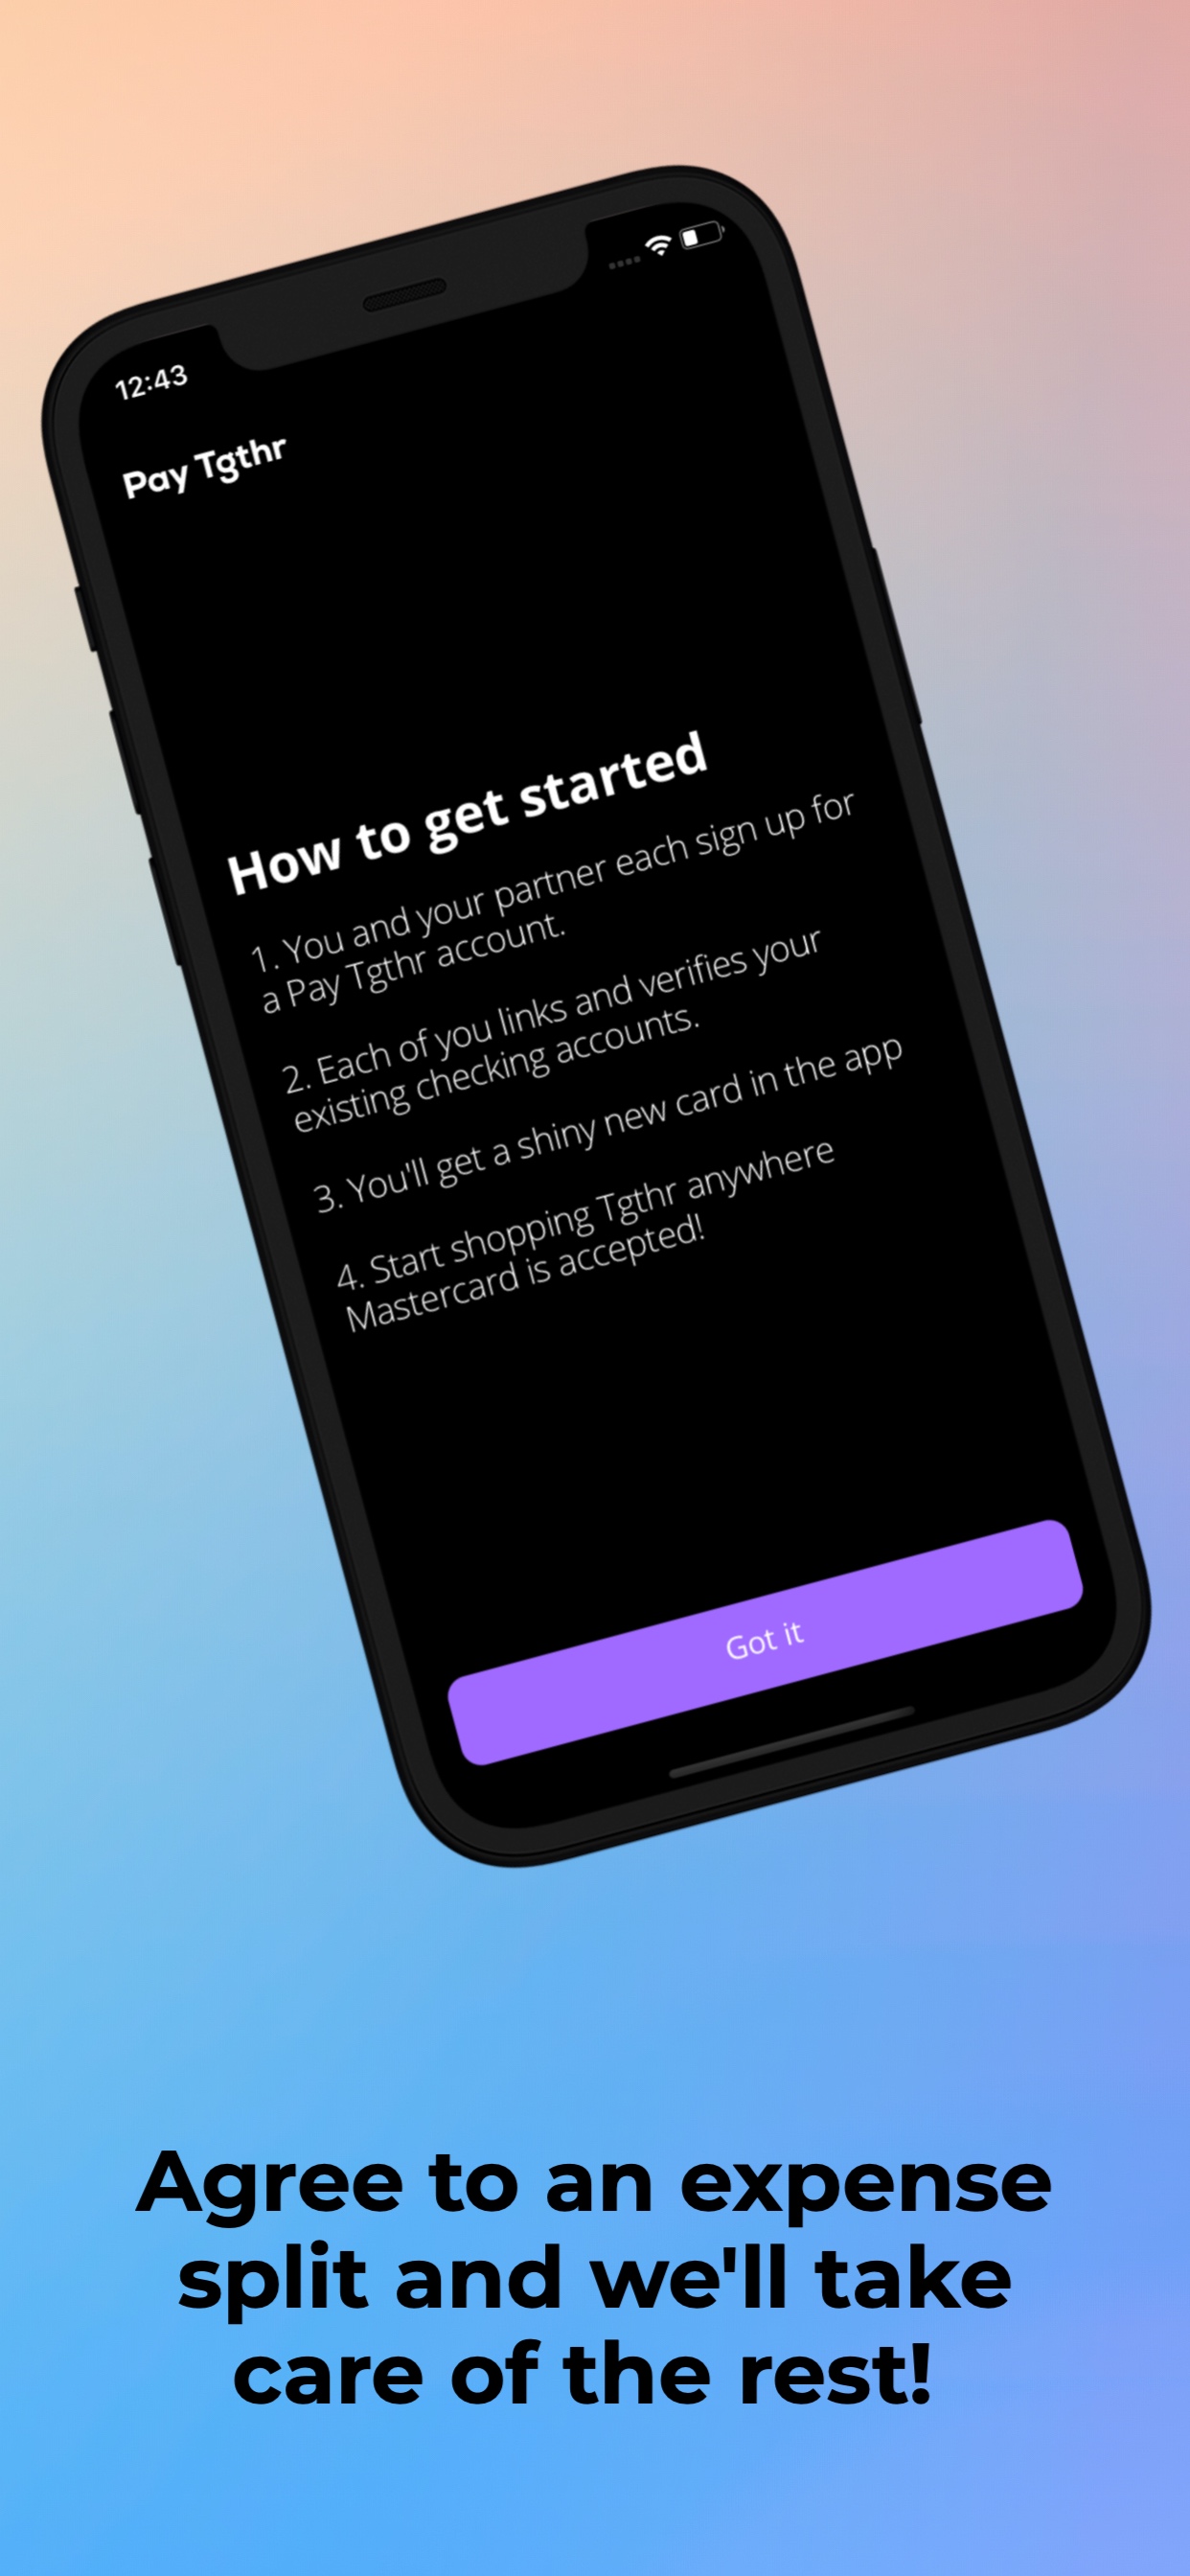 12:43
Pay Tgthr
How to get started
1. You and your partner each sign up for
a Pay Tgthr account.
2. Each of you links and verifies your
existing checking accounts.
3. You'll get a shiny new card in the app
4. Start shopping Tgthr anywhere
Mastercard is accepted!
Got it
Agree to an expense
split and we'll take
care of the rest!